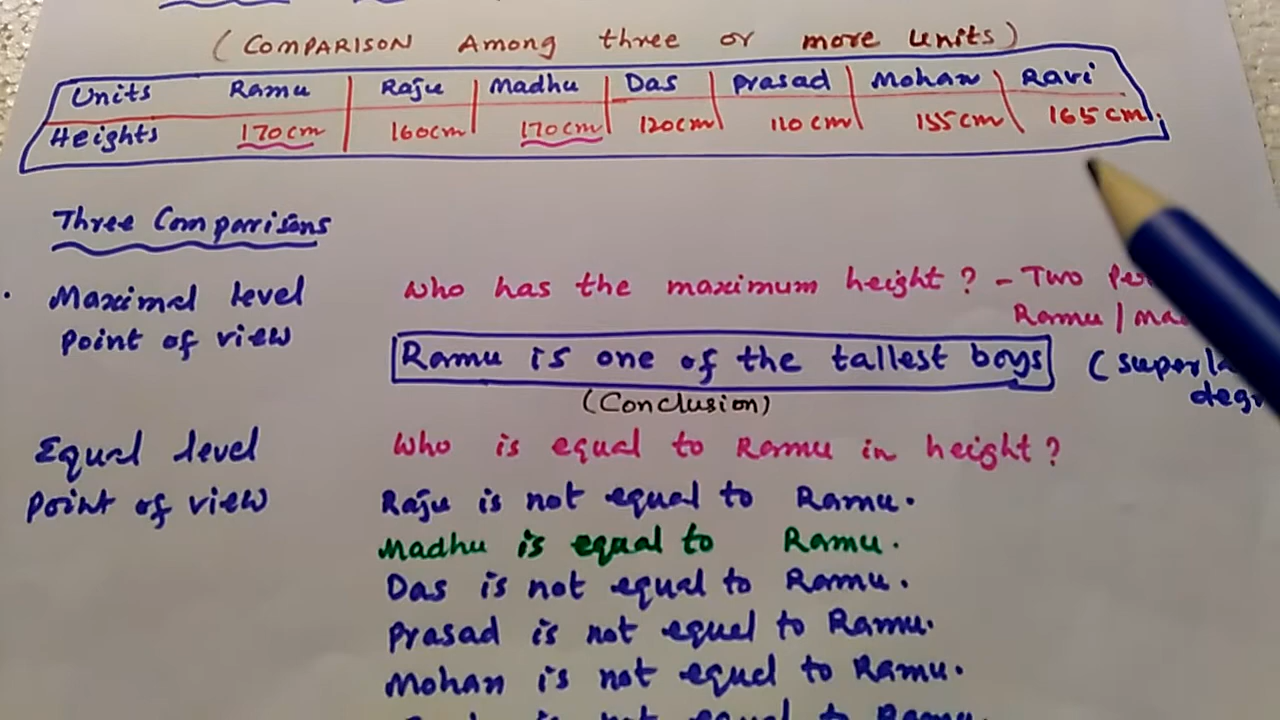 (Comparison Among three or more units)
Units Ramu Raju Madhu Das Prasad Mohan Ravi
Heights 170cm 160cm 170cm 120cm 110cm 155cm 165cm
Three Comparisons
Maximal level Who has the maximum height? - Two
Point of view Ramu /
Ramu is one of the tallest boys
(Conclusion)
Equal level Who is equal to Ramu in height?
Point of view Raju is not equal to Ramu.
Madhu is equal to Ramu.
Das is not equal to Ramu.
Prasad is not equal to Ramu.
Mohan is not equal to Ramu.